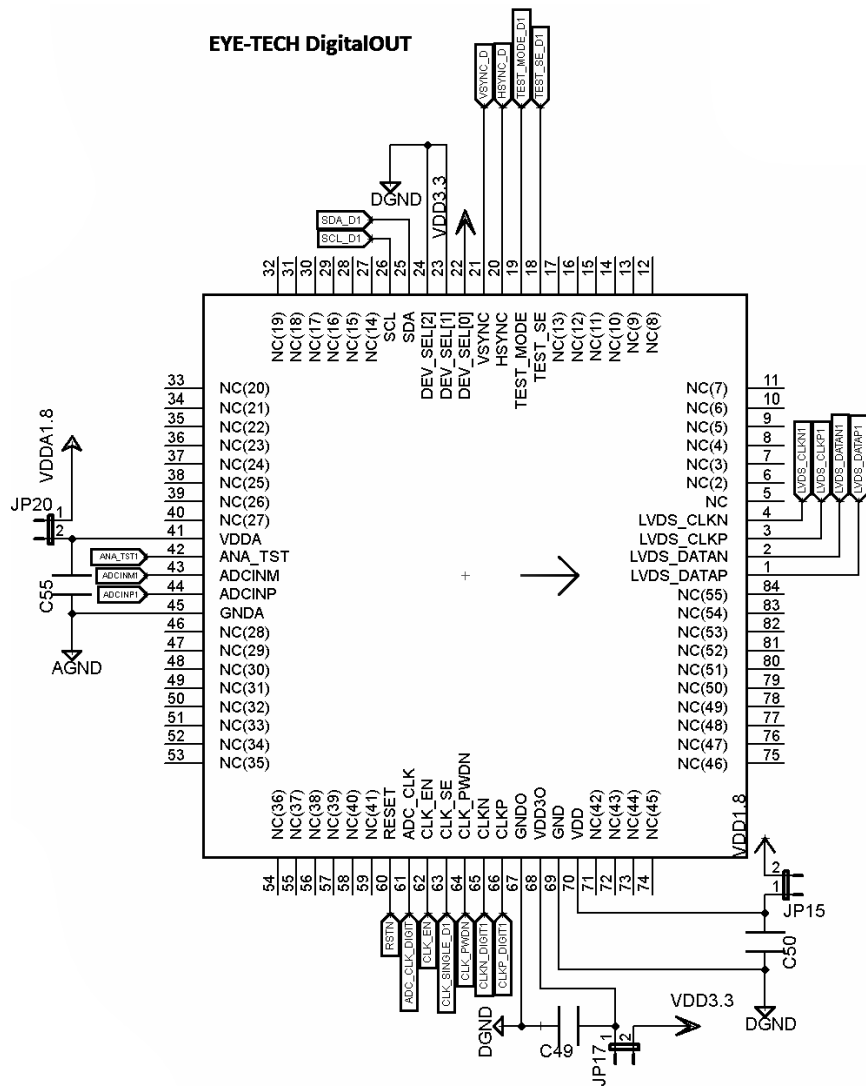 EYE-TECH DigitalOUT
VSYNC_D
HSYNC_D
TEST_MODE_D1
TEST_SE_D1
DGND
VDD3.3
SDA_D1
SCL_D1
32 31 30 29 28 27 26 25 24 23 22 21 20 19 18 17 16 15 14 13 12
NC(19) NC(18) NC(17) NC(16) NC(15) NC(14) SCL SDA DEV_SEL[2] DEV_SEL[1] DEV_SEL[0] VSYNC HSYNC TEST_MODE TEST_SE NC(13) NC(12) NC(11) NC(10) NC(9) NC(8)
33 NC(20)
34 NC(21)
35 NC(22)
36 NC(23)
37 NC(24)
38 NC(25)
39 NC(26)
40 NC(27)
41 VDDA
42 ANA_TST
43 ADCINM
44 ADCINP
45 GNDA
46 NC(28)
47 NC(29)
48 NC(30)
49 NC(31)
50 NC(32)
51 NC(33)
52 NC(34)
53 NC(35)
VDDA1.8
JP20
1
2
ANA_TST1
ADCINM1
ADCINP1
C55
AGND
NC(7) 11
NC(6) 10
NC(5) 9
NC(4) 8
NC(3) 7
NC(2) 6
NC 5
LVDS_CLKN 4
LVDS_CLKP 3
LVDS_DATAN 2
LVDS_DATAP 1
NC(55) 84
NC(54) 83
NC(53) 82
NC(52) 81
NC(51) 80
NC(50) 79
NC(49) 78
NC(48) 77
NC(47) 76
NC(46) 75
LVDS_CLKN1
LVDS_CLKP1
LVDS_DATAN1
LVDS_DATAP1
NC(36) NC(37) NC(38) NC(39) NC(40) NC(41) RESET ADC_CLK CLK_EN CLK_SE CLK_PWDN CLKN CLKP GNDO VDD3O GND VDD NC(42) NC(43) NC(44) NC(45)
54 55 56 57 58 59 60 61 62 63 64 65 66 67 68 69 70 71 72 73 74
RSTN
ADC_CLK_DIGIT
CLK_EN
CLK_SINGLE_D1
CLK_PWDN
CLKN_DIGIT1
CLKP_DIGIT1
VDD1.8
2
1
JP15
C50
DGND
DGND
C49
1
2
JP17
VDD3.3